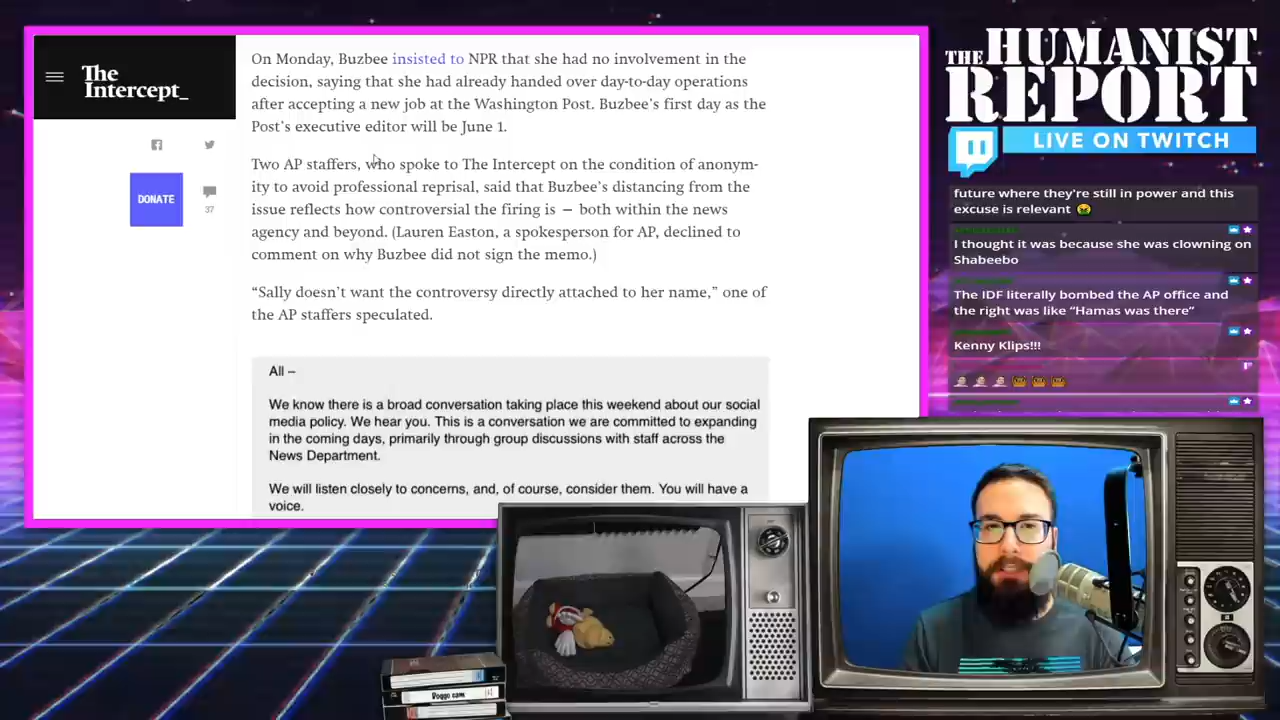 The
Intercept_
DONATE
37
On Monday, Buzbee insisted to NPR that she had no involvement in the
decision, saying that she had already handed over day-to-day operations
after accepting a new job at the Washington Post. Buzbee's first day as the
Post's executive editor will be June 1.
Two AP staffers, who spoke to The Intercept on the condition of anonym-
ity to avoid professional reprisal, said that Buzbee's distancing from the
issue reflects how controversial the firing is — both within the news
agency and beyond. (Lauren Easton, a spokesperson for AP, declined to
comment on why Buzbee did not sign the memo.)
“Sally doesn't want the controversy directly attached to her name,” one of
the AP staffers speculated.
All –
We know there is a broad conversation taking place this weekend about our social
media policy. We hear you. This is a conversation we are committed to expanding
in the coming days, primarily through group discussions with staff across the
News Department.
We will listen closely to concerns, and, of course, consider them. You will have a
voice.
THE HUMANIST
REPORT
LIVE ON TWITCH
future where they're still in power and this
excuse is relevant
I thought it was because she was clowning on
Shabeebo
The IDF literally bombed the AP office and
the right was like “Hamas was there”
Kenny Klips!!!
Doggo cam